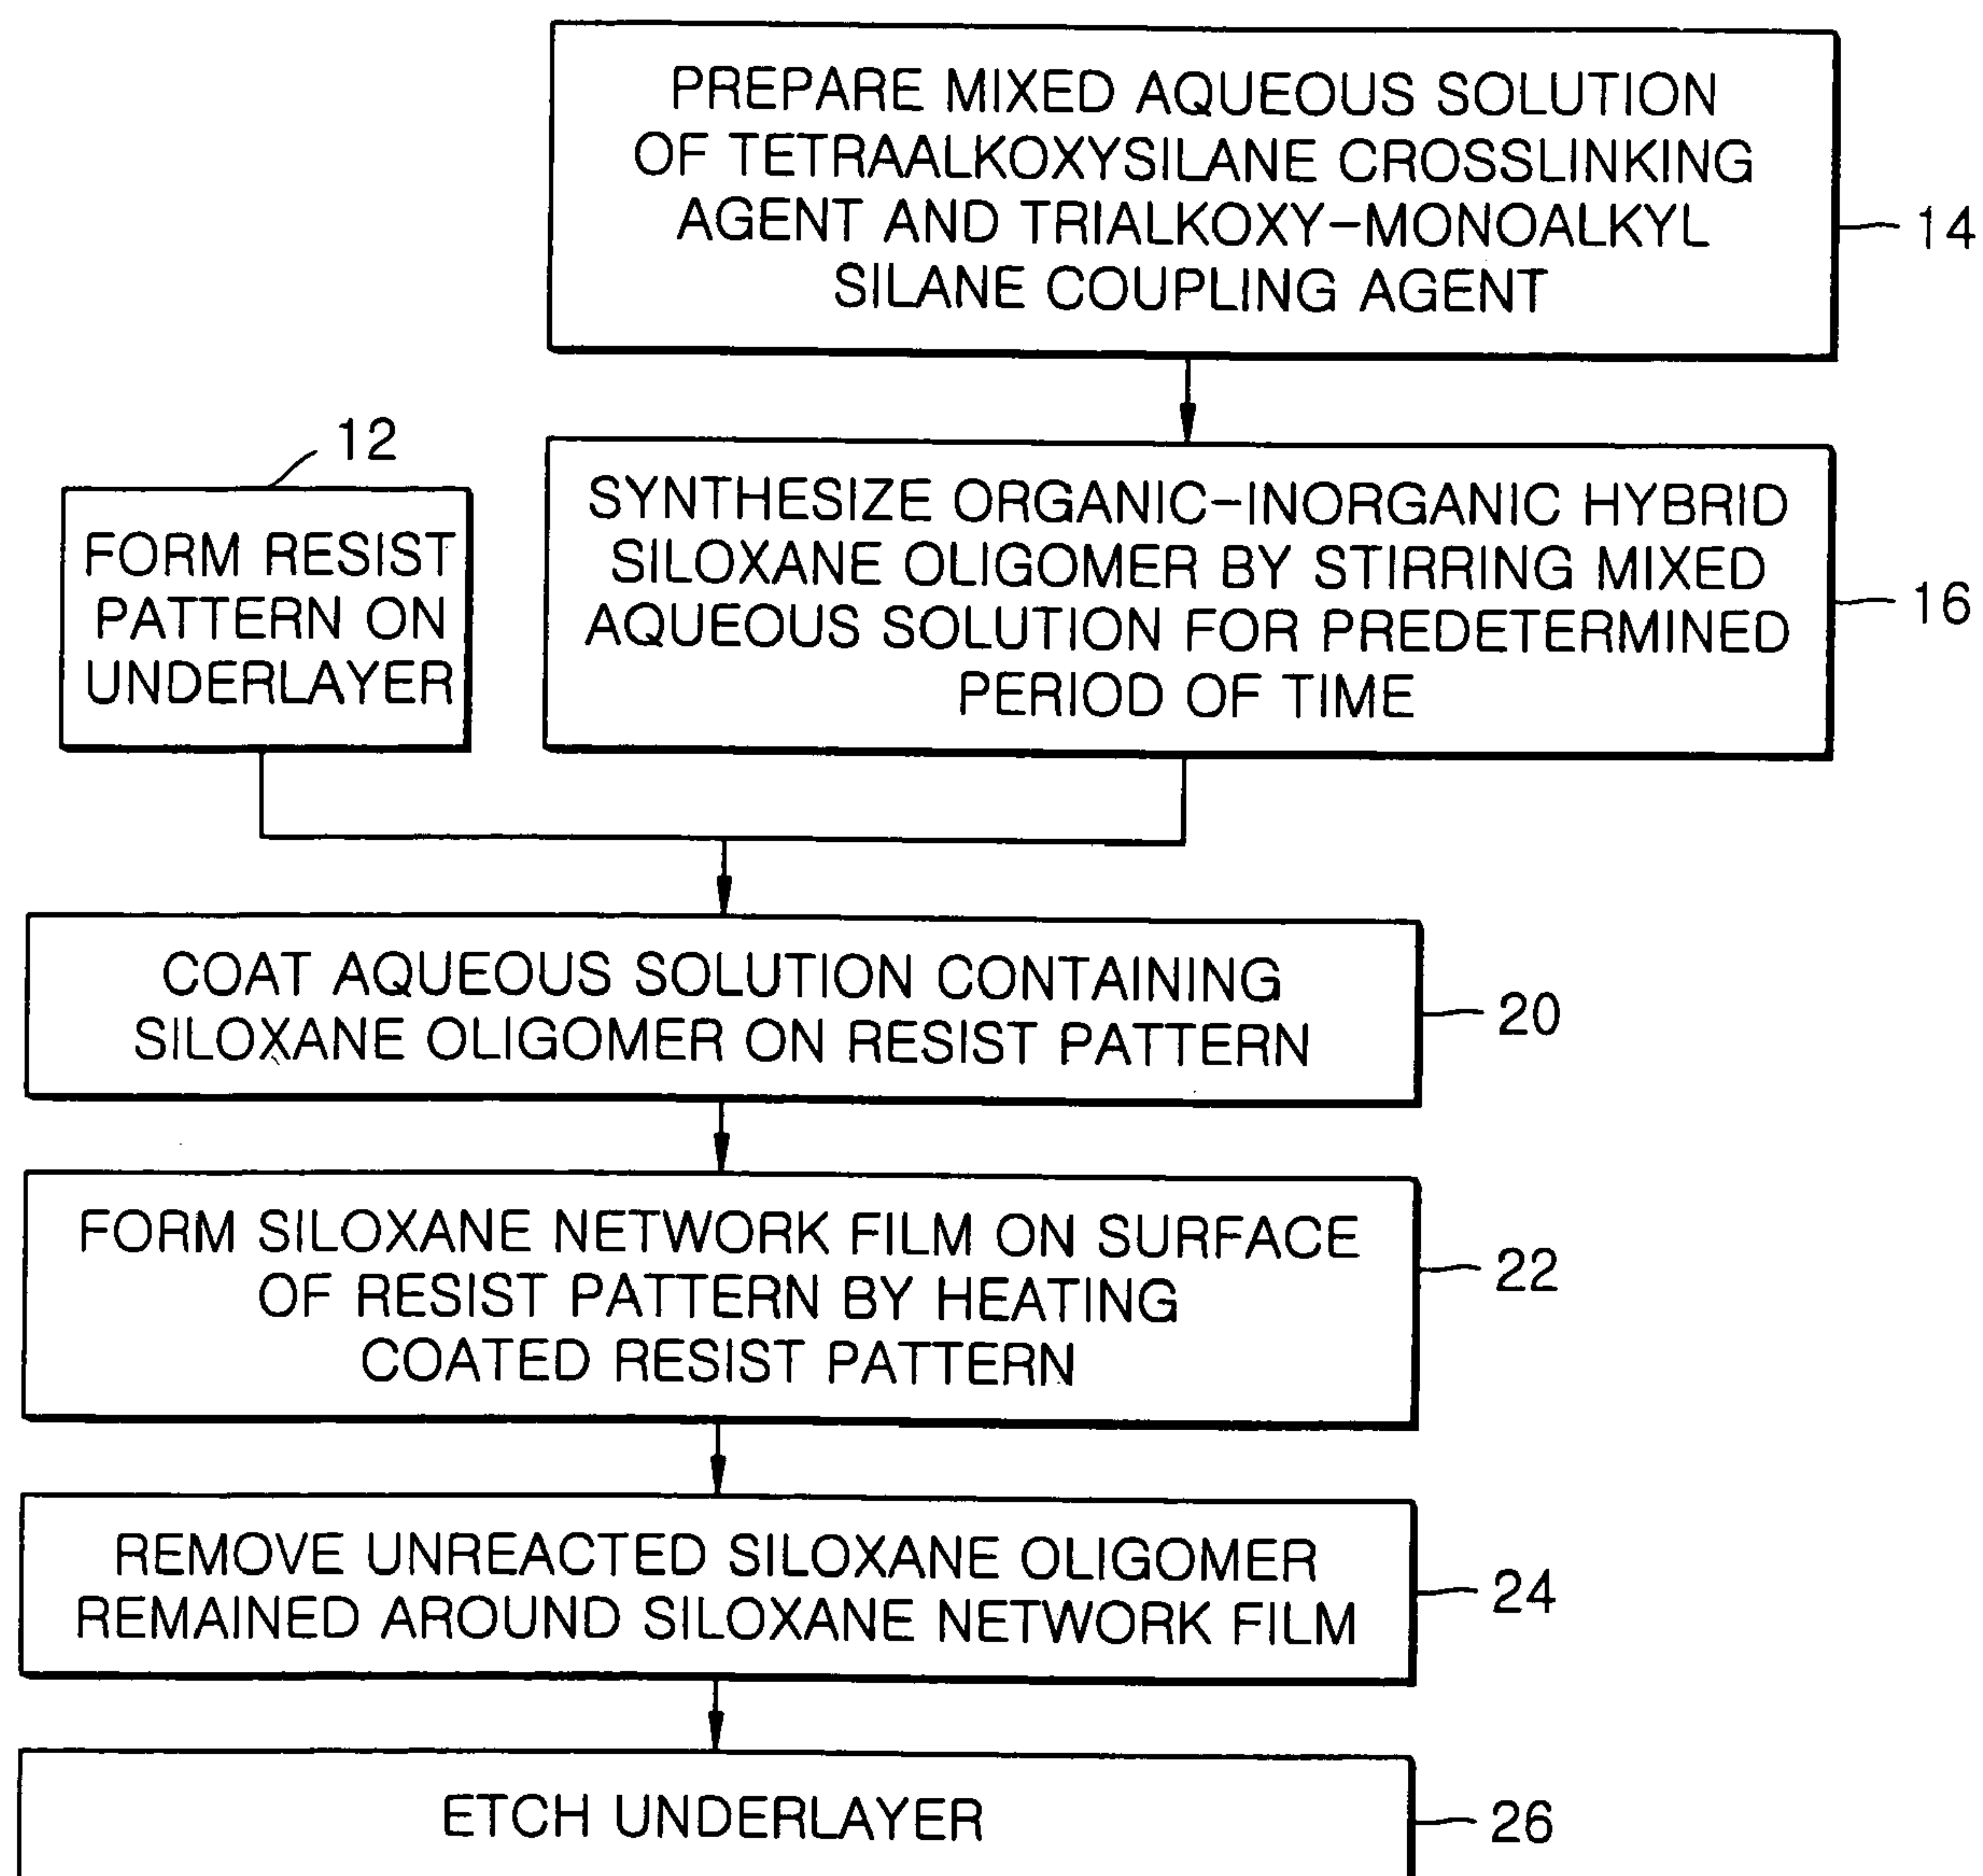 PREPARE MIXED AQUEOUS SOLUTION
OF TETRAALKOXYSILANE CROSSLINKING
AGENT AND TRIALKOXY-MONOALKYL
SILANE COUPLING AGENT
14
12
FORM RESIST
PATTERN ON
UNDERLAYER
SYNTHESIZE ORGANIC-INORGANIC HYBRID
SILOXANE OLIGOMER BY STIRRING MIXED
AQUEOUS SOLUTION FOR PREDETERMINED
PERIOD OF TIME
16
COAT AQUEOUS SOLUTION CONTAINING
SILOXANE OLIGOMER ON RESIST PATTERN
20
FORM SILOXANE NETWORK FILM ON SURFACE
OF RESIST PATTERN BY HEATING
COATED RESIST PATTERN
22
REMOVE UNREACTED SILOXANE OLIGOMER
REMAINED AROUND SILOXANE NETWORK FILM
24
ETCH UNDERLAYER
26